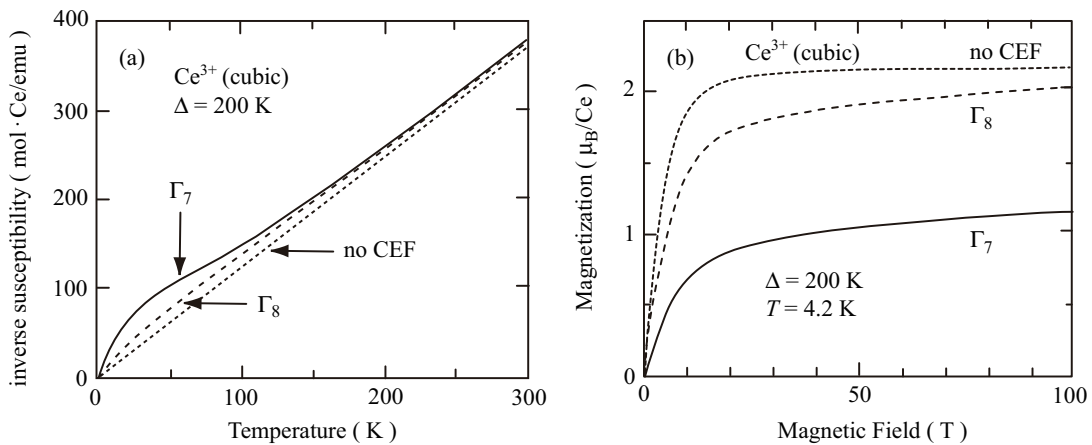 (a)
Ce³⁺ (cubic)
Δ = 200 K
Γ₇
no CEF
Γ₈
400
300
200
100
0
0
100
200
300
inverse susceptibility ( mol · Ce/emu )
Temperature ( K )
(b)
Ce³⁺ (cubic)
no CEF
Γ₈
Γ₇
Δ = 200 K
T = 4.2 K
2
1
0
0
50
100
Magnetization ( μB/Ce )
Magnetic Field ( T )